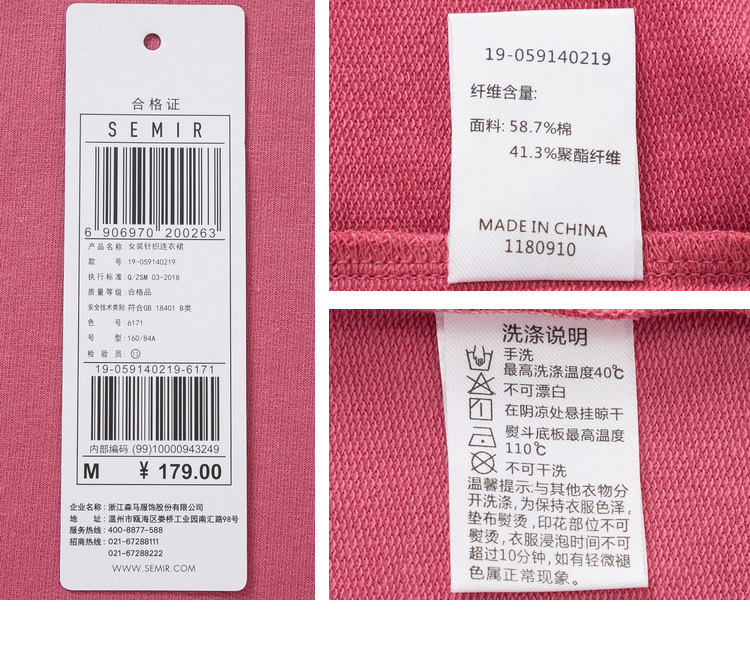 合格证
SEMIR
6 906970 200263
产品名称:女装针织连衣裙
款 号:19-059140219
执行标准:Q/ZSM 03-2018
质量等级:合格品
安全技术类别:符合GB 18401 B类
色 号:6171
号 型:160/84A
检 验 员:⑬
19-059140219-6171
内部编码 (99)10000943249
M ¥ 179.00
企业名称:浙江森马服饰股份有限公司
地 址:温州市瓯海区娄桥工业园南汇路98号
服务热线:400-8877-588
招商热线:021-67288111
021-67288222
WWW.SEMIR.COM
19-059140219
纤维含量:
面料: 58.7%棉
41.3%聚酯纤维
MADE IN CHINA
1180910
洗涤说明
手洗
最高洗涤温度40℃
不可漂白
在阴凉处悬挂晾干
熨斗底板最高温度
110℃
不可干洗
温馨提示:与其他衣物分
开洗涤,为保持衣服色泽,
垫布熨烫,印花部位不可
熨烫,衣服浸泡时间不可
超过10分钟,如有轻微褪
色属正常现象。